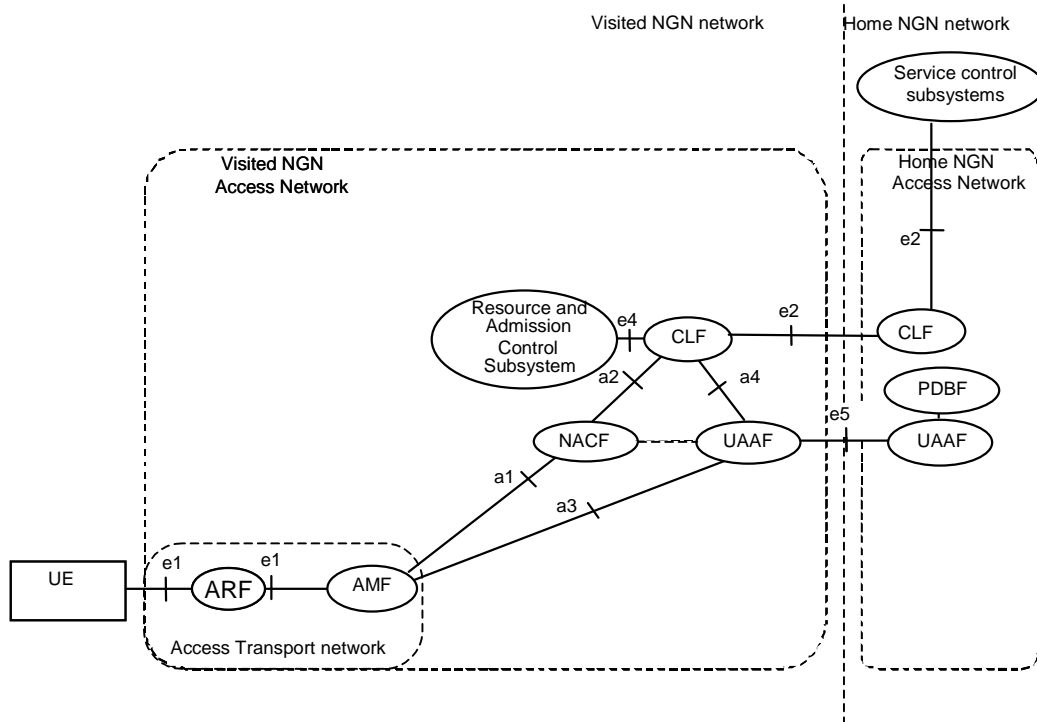 Visited NGN network
Home NGN network
Service control
subsystems
Visited NGN
Access Network
Home NGN
Access Network
e2
Resource and
Admission
Control
Subsystem
e4
CLF
e2
CLF
a2
a4
PDBF
NACF
UAAF
e5
UAAF
a1
a3
UE
e1
ARF
e1
AMF
Access Transport network